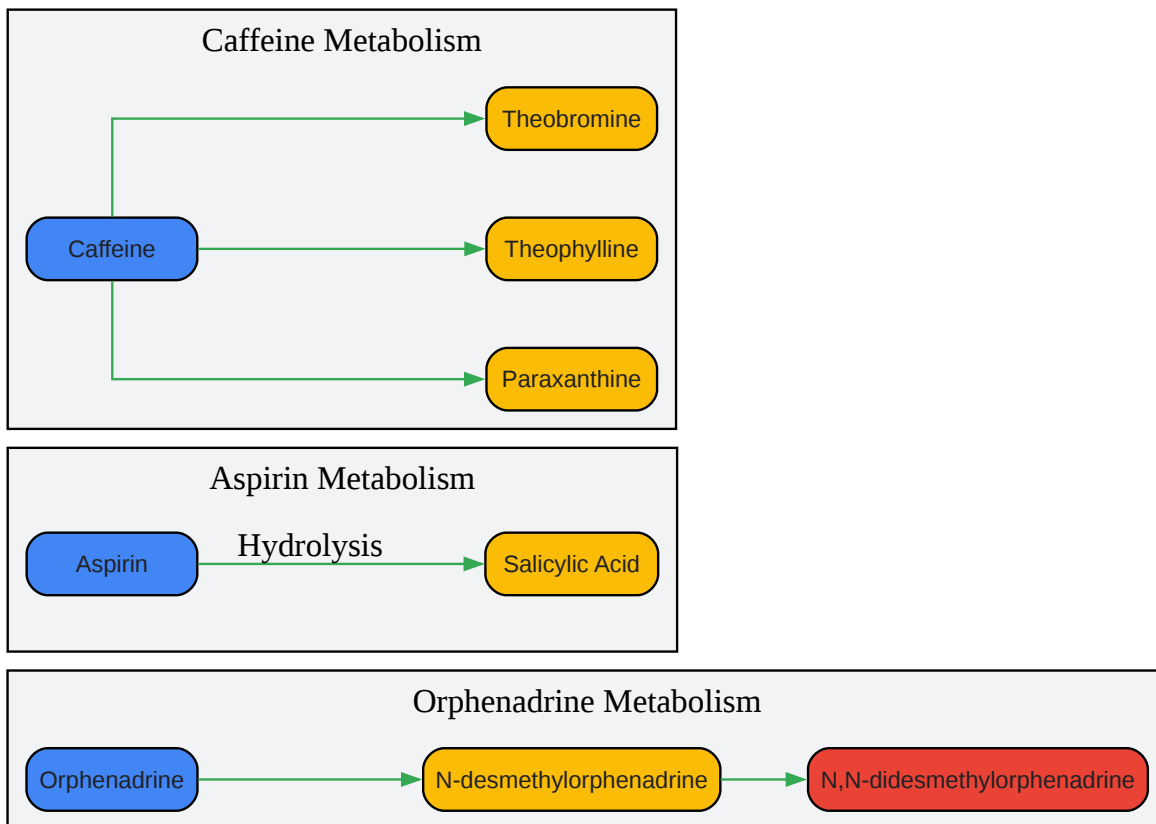 Caffeine Metabolism
Theobromine
Caffeine
Theophylline
Paraxanthine
Aspirin Metabolism
Aspirin
Hydrolysis
Salicylic Acid
Orphenadrine Metabolism
Orphenadrine
N-desmethylorphenadrine
N,N-didesmethylorphenadrine